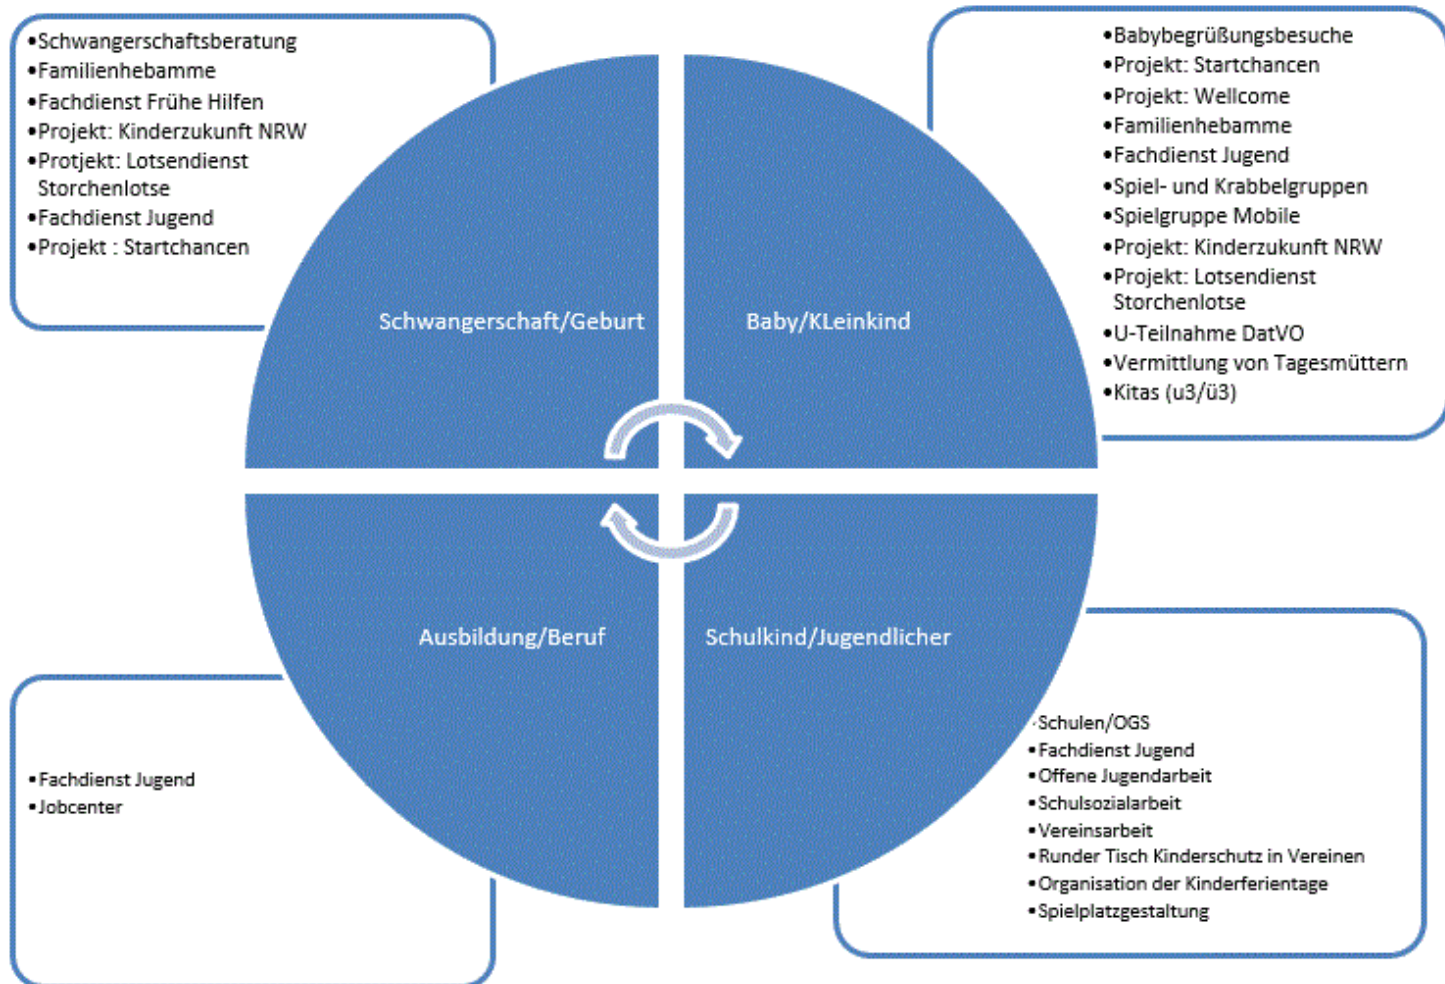 •Schwangerschaftsberatung
•Familienhebamme
•Fachdienst Frühe Hilfen
•Projekt: Kinderzukunft NRW
•Protjekt: Lotsendienst
Storchenlotse
•Fachdienst Jugend
•Projekt : Startchancen
•Babybegrüßungsbesuche
•Projekt: Startchancen
•Projekt: Wellcome
•Familienhebamme
•Fachdienst Jugend
•Spiel- und Krabbelgruppen
•Spielgruppe Mobile
•Projekt: Kinderzukunft NRW
•Projekt: Lotsendienst
Storchenlotse
•U-Teilnahme DatVO
•Vermittlung von Tagesmüttern
•Kitas (u3/ü3)
Schwangerschaft/Geburt
Baby/KLeinkind
Ausbildung/Beruf
Schulkind/Jugendlicher
•Fachdienst Jugend
•Jobcenter
•Schulen/OGS
•Fachdienst Jugend
•Offene Jugendarbeit
•Schulsozialarbeit
•Vereinsarbeit
•Runder Tisch Kinderschutz in Vereinen
•Organisation der Kinderferientage
•Spielplatzgestaltung